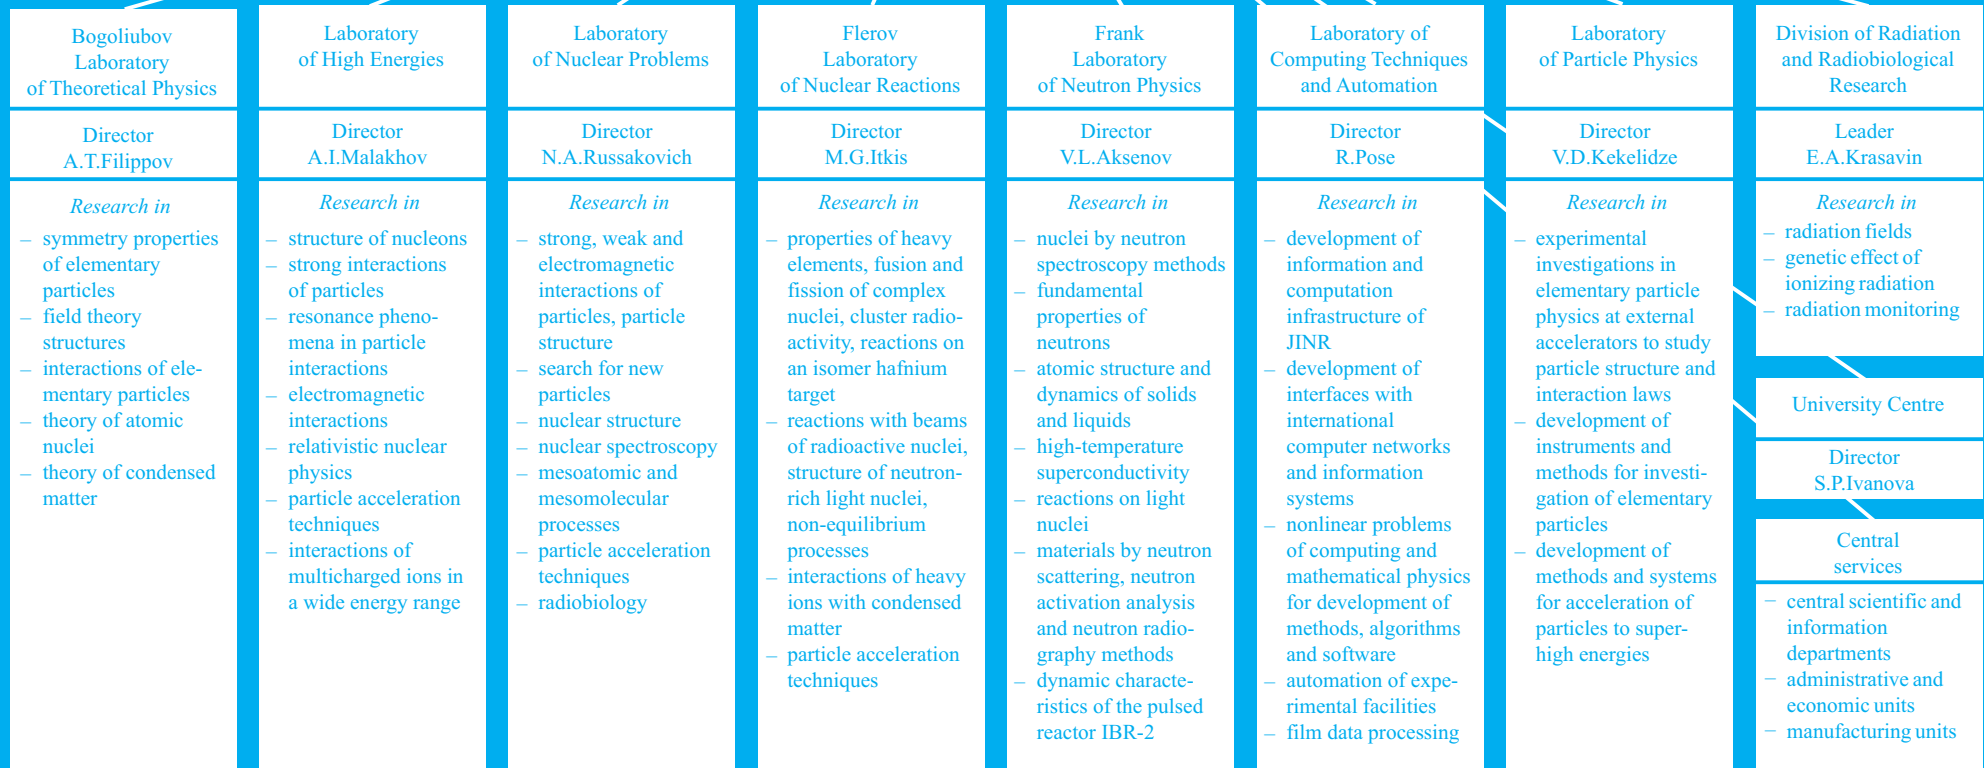 Bogoliubov
Laboratory
of Theoretical Physics
Director
A.T.Filippov
Research in
– symmetry properties
of elementary
particles
– field theory
structures
– interactions of ele-
mentary particles
– theory of atomic
nuclei
– theory of condensed
matter
Laboratory
of High Energies
Director
A.I.Malakhov
Research in
– structure of nucleons
– strong interactions
of particles
– resonance pheno-
mena in particle
interactions
– electromagnetic
interactions
– relativistic nuclear
physics
– particle acceleration
techniques
– interactions of
multicharged ions in
a wide energy range
Laboratory
of Nuclear Problems
Director
N.A.Russakovich
Research in
– strong, weak and
electromagnetic
interactions of
particles, particle
structure
– search for new
particles
– nuclear structure
– nuclear spectroscopy
– mesoatomic and
mesomolecular
processes
– particle acceleration
techniques
– radiobiology
Flerov
Laboratory
of Nuclear Reactions
Director
M.G.Itkis
Research in
– properties of heavy
elements, fusion and
fission of complex
nuclei, cluster radio-
activity, reactions on
an isomer hafnium
target
– reactions with beams
of radioactive nuclei,
structure of neutron-
rich light nuclei,
non-equilibrium
processes
– interactions of heavy
ions with condensed
matter
– particle acceleration
techniques
Frank
Laboratory
of Neutron Physics
Director
V.L.Aksenov
Research in
– nuclei by neutron
spectroscopy methods
– fundamental
properties of
neutrons
– atomic structure and
dynamics of solids
and liquids
– high-temperature
superconductivity
– reactions on light
nuclei
– materials by neutron
scattering, neutron
activation analysis
and neutron radio-
graphy methods
– dynamic characte-
ristics of the pulsed
reactor IBR-2
Laboratory of
Computing Techniques
and Automation
Director
R.Pose
Research in
– development of
information and
computation
infrastructure of
JINR
– development of
interfaces with
international
computer networks
and information
systems
– nonlinear problems
of computing and
mathematical physics
for development of
methods, algorithms
and software
– automation of expe-
rimental facilities
– film data processing
Laboratory
of Particle Physics
Director
V.D.Kekelidze
Research in
– experimental
investigations in
elementary particle
physics at external
accelerators to study
particle structure and
interaction laws
– development of
instruments and
methods for investi-
gation of elementary
particles
– development of
methods and systems
for acceleration of
particles to super-
high energies
Division of Radiation
and Radiobiological
Research
Leader
E.A.Krasavin
Research in
– radiation fields
– genetic effect of
ionizing radiation
– radiation monitoring
University Centre
Director
S.P.Ivanova
Central
services
– central scientific and
information
departments
– administrative and
economic units
– manufacturing units